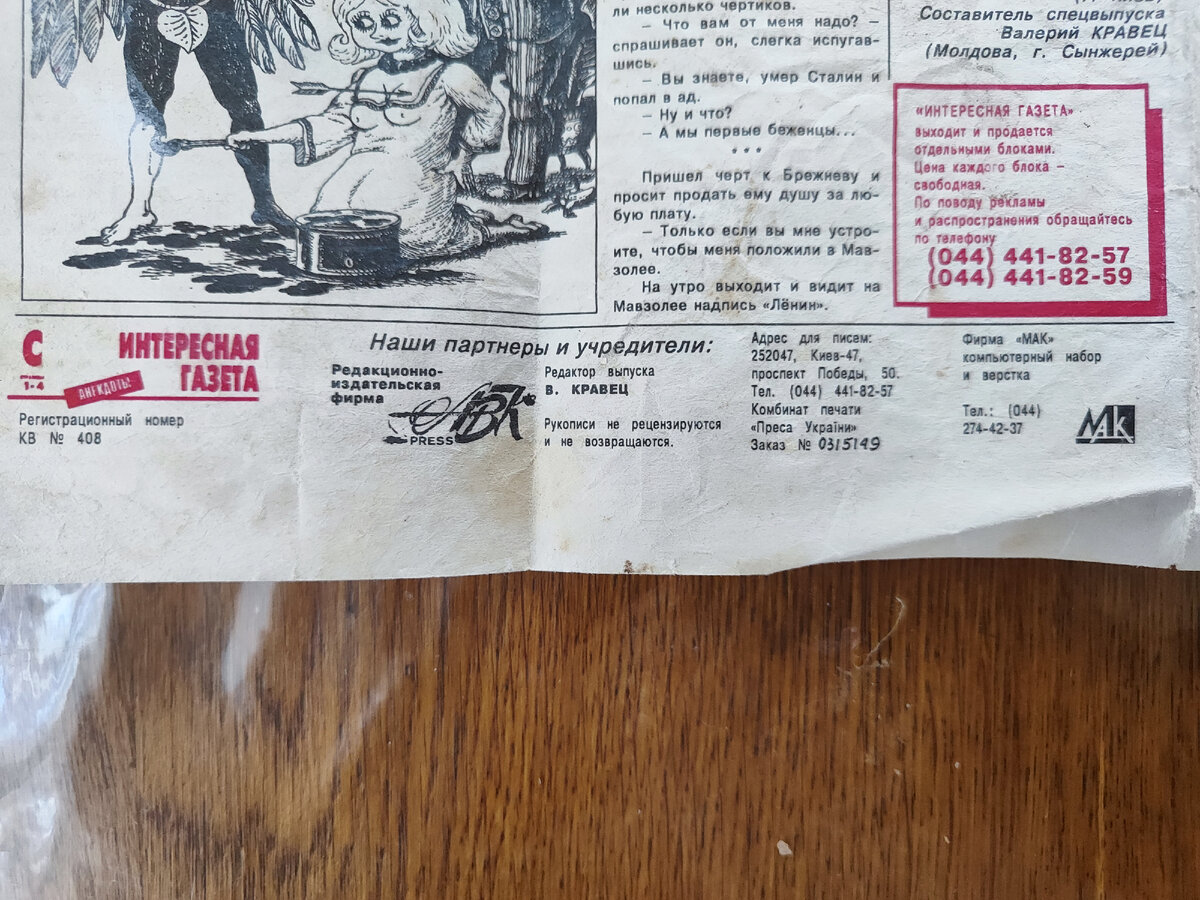 ли несколько чертиков.
— Что вам от меня надо? —
спрашивает он, слегка испугав-
шись.
— Вы знаете, умер Сталин и
попал в ад.
— Ну и что?
— А мы первые беженцы...
* * *
Пришел черт к Брежневу и
просит продать ему душу за лю-
бую плату.
— Только если вы мне устро-
ите, чтобы меня положили в Мав-
золее.
На утро выходит и видит на
Мавзолее надпись «Лёнин».
Составитель спецвыпуска
Валерий КРАВЕЦ
(Молдова, г. Сынжерей)
«ИНТЕРЕСНАЯ ГАЗЕТА»
выходит и продается
отдельными блоками.
Цена каждого блока –
свободная.
По поводу рекламы
и распространения обращайтесь
по телефону
(044) 441-82-57
(044) 441-82-59
С
1-4
ИНТЕРЕСНАЯ
ГАЗЕТА
АНЕКДОТЫ
Регистрационный номер
КВ № 408
Наши партнеры и учредители:
Редакционно-
издательская
фирма
PRESS
Редактор выпуска
В. КРАВЕЦ
Рукописи не рецензируются
и не возвращаются.
Адрес для писем:
252047, Киев-47,
проспект Победы, 50.
Тел. (044) 441-82-57
Комбинат печати
«Преса України»
Заказ № 0315149
Фирма «МАК»
компьютерный набор
и верстка
Тел.: (044)
274-42-37
МАК